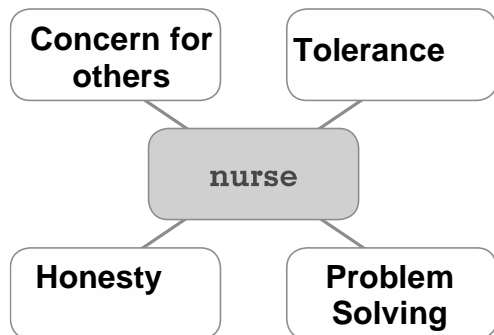 Concern for
others
Tolerance
nurse
Honesty
Problem
Solving